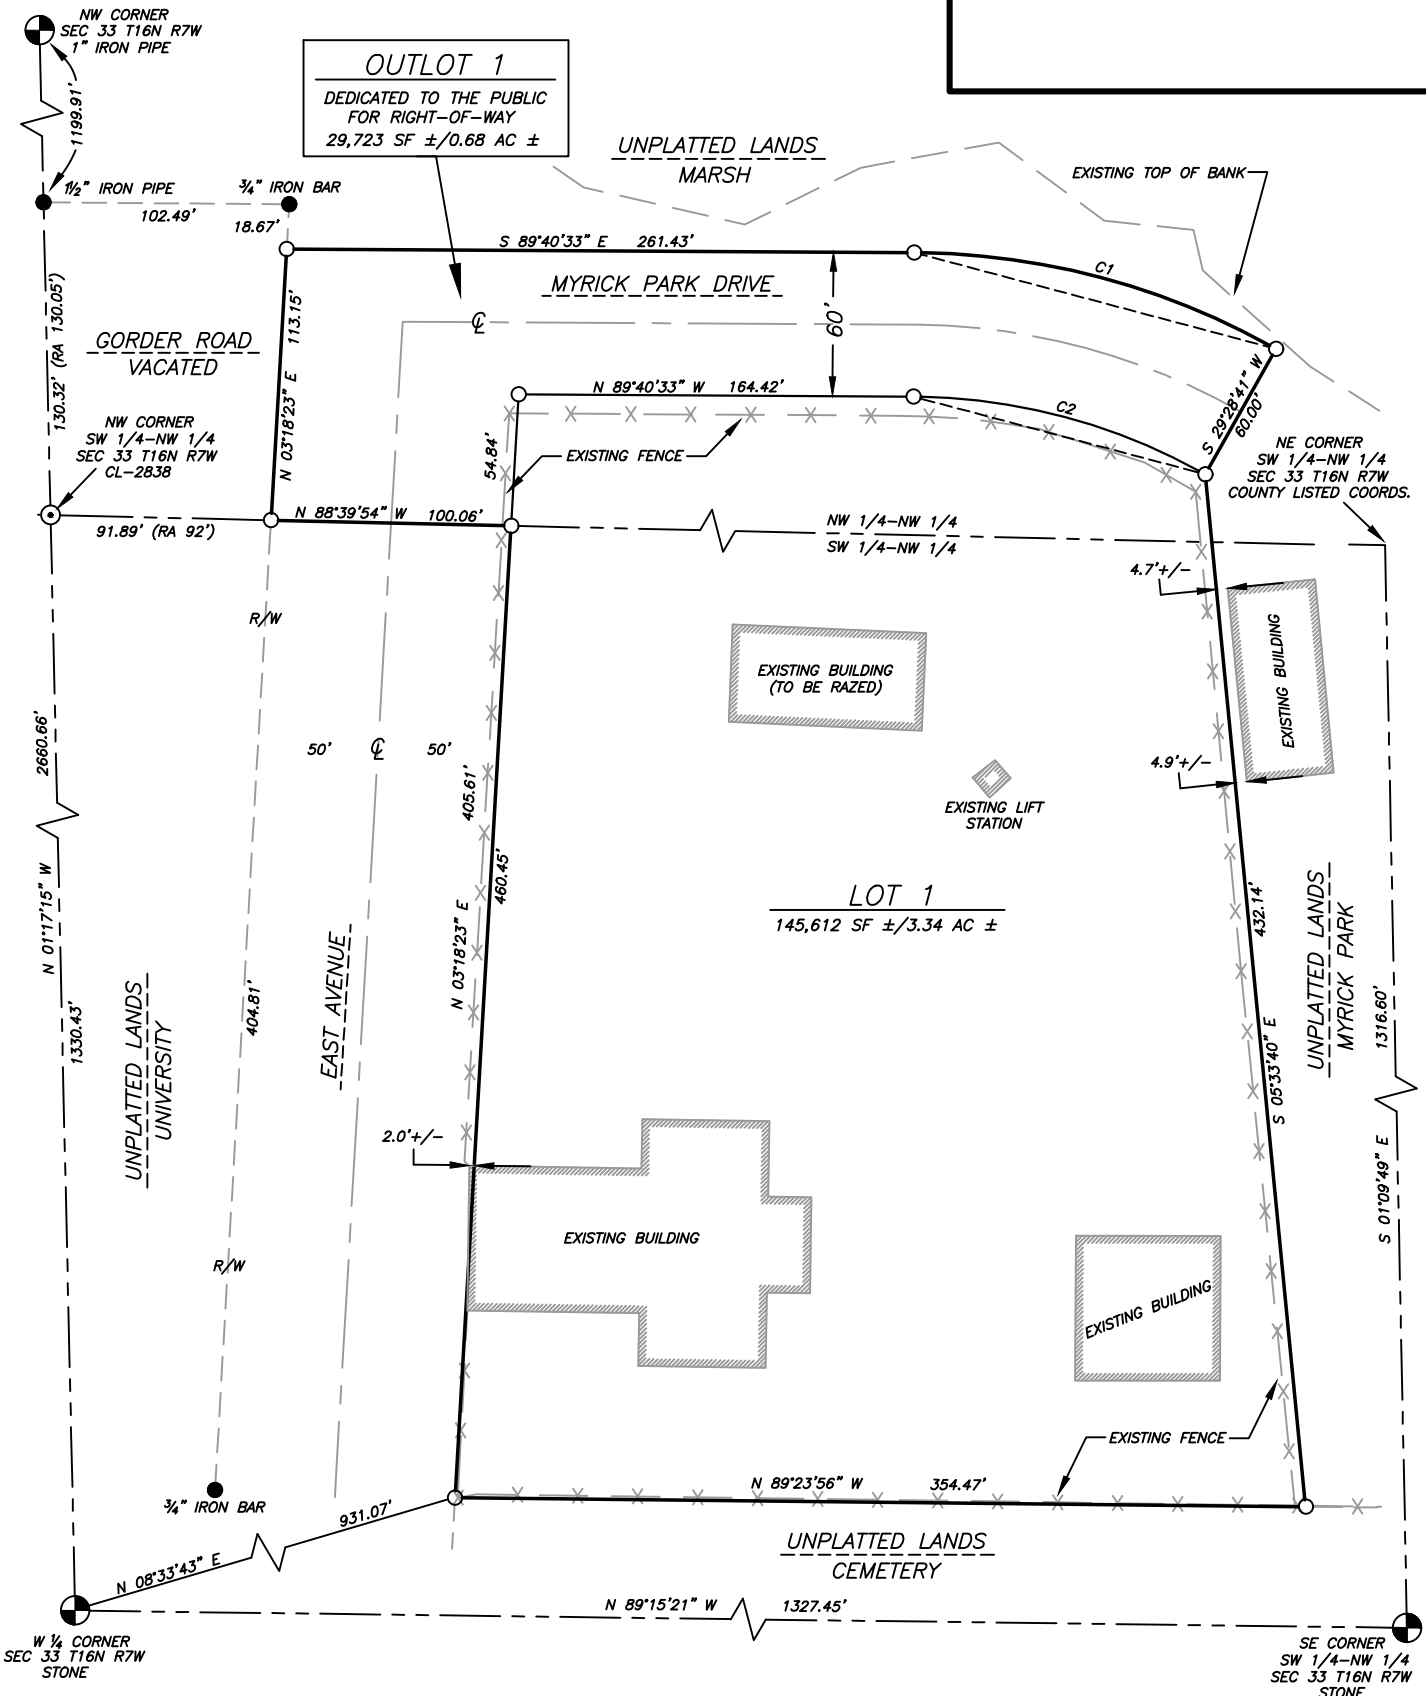 NW CORNER
SEC 33 T16N R7W
1" IRON PIPE
1199.91'
OUTLOT 1
DEDICATED TO THE PUBLIC
FOR RIGHT-OF-WAY
29,723 SF ±/0.68 AC ±
UNPLATTED LANDS
MARSH
EXISTING TOP OF BANK
1½" IRON PIPE
¾" IRON BAR
102.49'
18.67'
S 89°40'33" E 261.43'
C1
MYRICK PARK DRIVE
℄
60'
130.32' (RA 130.05')
GORDER ROAD
VACATED
N 03°18'23" E 113.15'
N 89°40'33" W 164.42'
C2
S 29°28'41" W
60.00'
NW CORNER
SW 1/4-NW 1/4
SEC 33 T16N R7W
CL-2838
54.84'
EXISTING FENCE
NE CORNER
SW 1/4-NW 1/4
SEC 33 T16N R7W
COUNTY LISTED COORDS.
91.89' (RA 92')
N 88°39'54" W 100.06'
NW 1/4-NW 1/4
SW 1/4-NW 1/4
4.7'+/-
R/W
EXISTING BUILDING
(TO BE RAZED)
EXISTING BUILDING
2660.66'
50'
℄
50'
405.61'
4.9'+/-
EXISTING LIFT
STATION
N 01°17'15" W
460.45'
LOT 1
145,612 SF ±/3.34 AC ±
432.14'
UNPLATTED LANDS
MYRICK PARK
N 03°18'23" E
EAST AVENUE
404.81'
1330.43'
UNPLATTED LANDS
UNIVERSITY
S 05°33'40" E
1316.60'
2.0'+/-
S 01°09'49" E
EXISTING BUILDING
R/W
EXISTING BUILDING
EXISTING FENCE
¾" IRON BAR
N 89°23'56" W 354.47'
931.07'
N 08°33'43" E
UNPLATTED LANDS
CEMETERY
N 89°15'21" W 1327.45'
W ¼ CORNER
SEC 33 T16N R7W
STONE
SE CORNER
SW 1/4-NW 1/4
SEC 33 T16N R7W
STONE